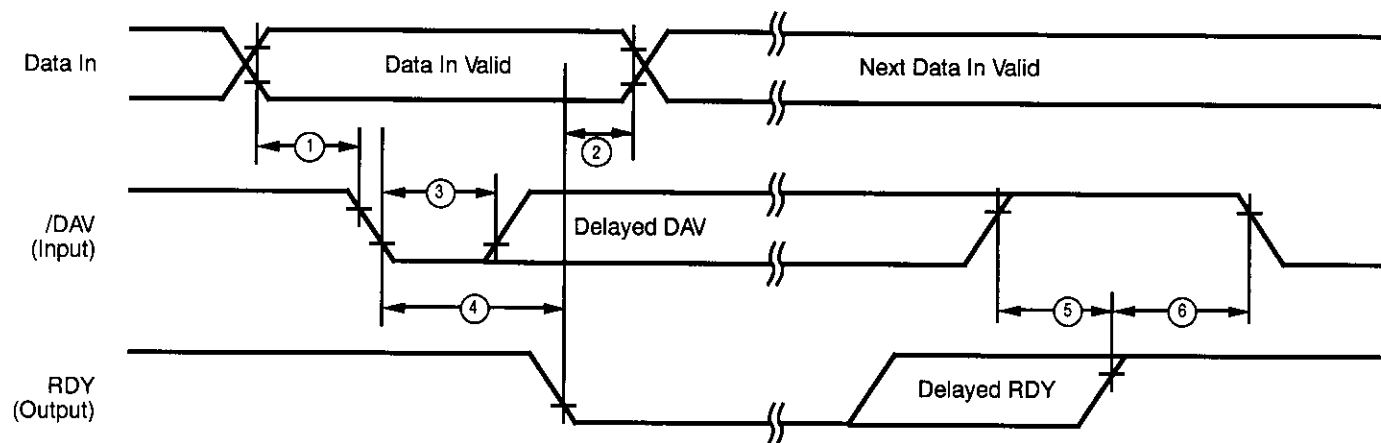 Data In
Data In Valid
Next Data In Valid
1
2
3
/DAV
(Input)
Delayed DAV
4
5
6
RDY
(Output)
Delayed RDY